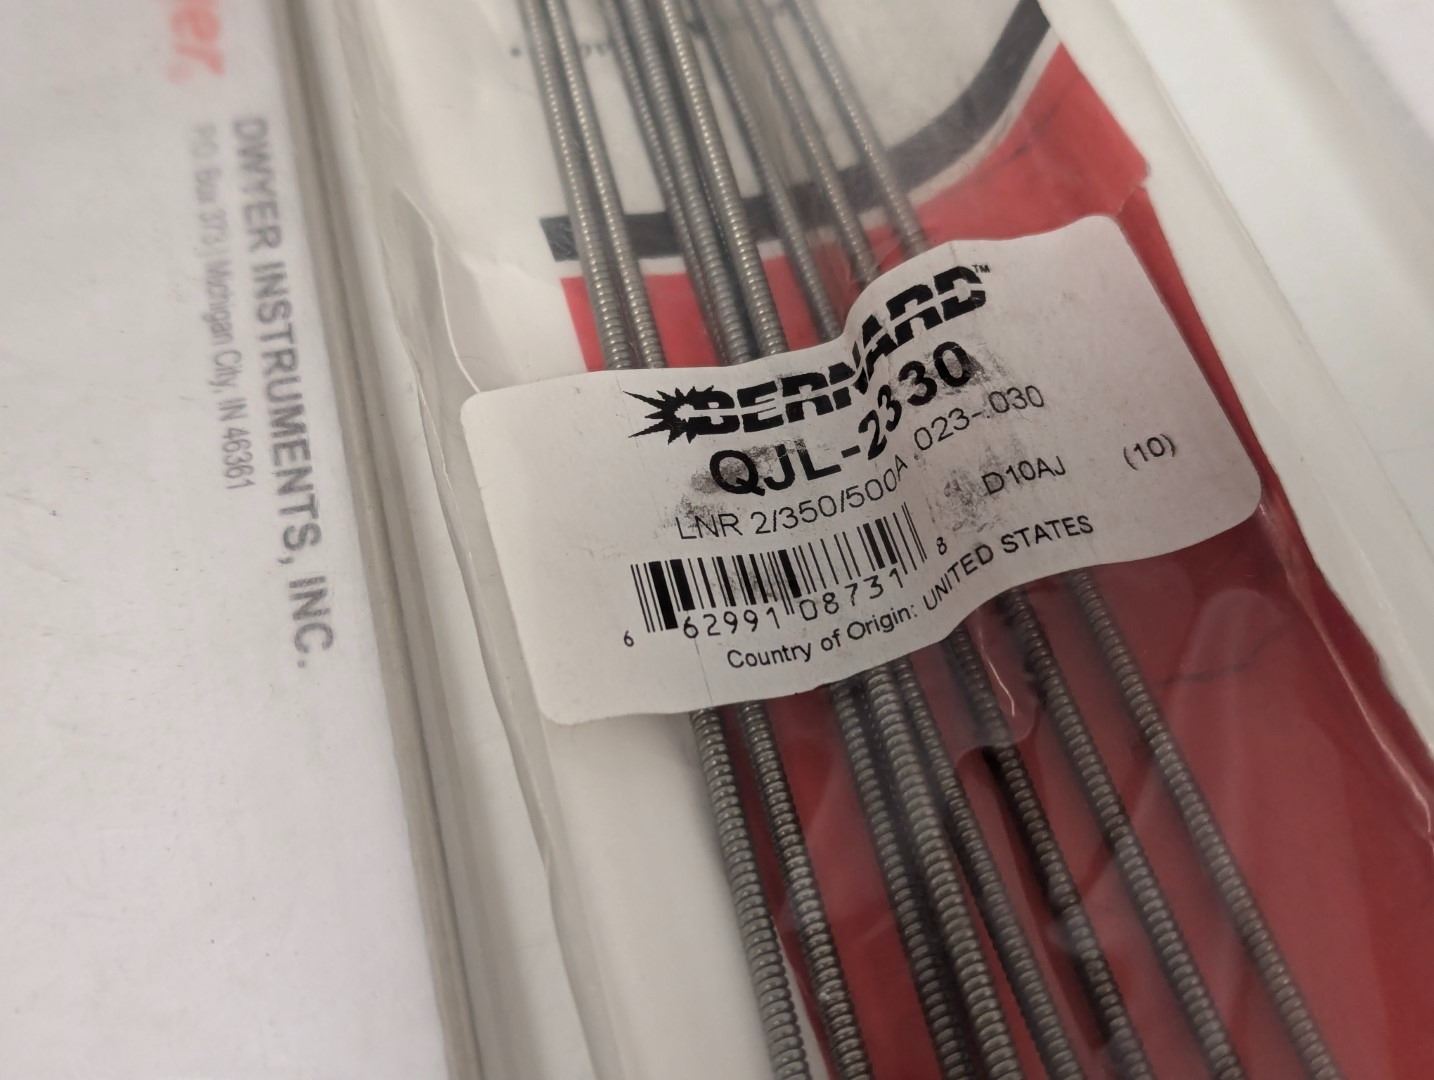 DWYER INSTRUMENTS, INC.
PO. Box 373, Michigan City, IN 46361
BERNARD™
QJL-2330
LNR 2/350/500A .023-.030
D10AJ (10)
6 62991 08731 8
Country of Origin: UNITED STATES